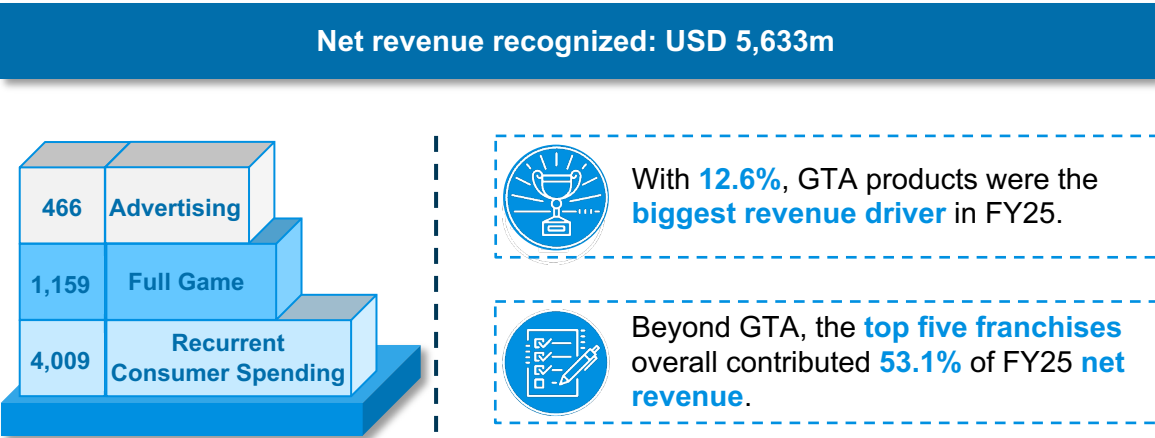 Net revenue recognized: USD 5,633m
466 Advertising
1,159 Full Game
4,009 Recurrent
Consumer Spending
With 12.6%, GTA products were the
biggest revenue driver in FY25.
Beyond GTA, the top five franchises
overall contributed 53.1% of FY25 net
revenue.